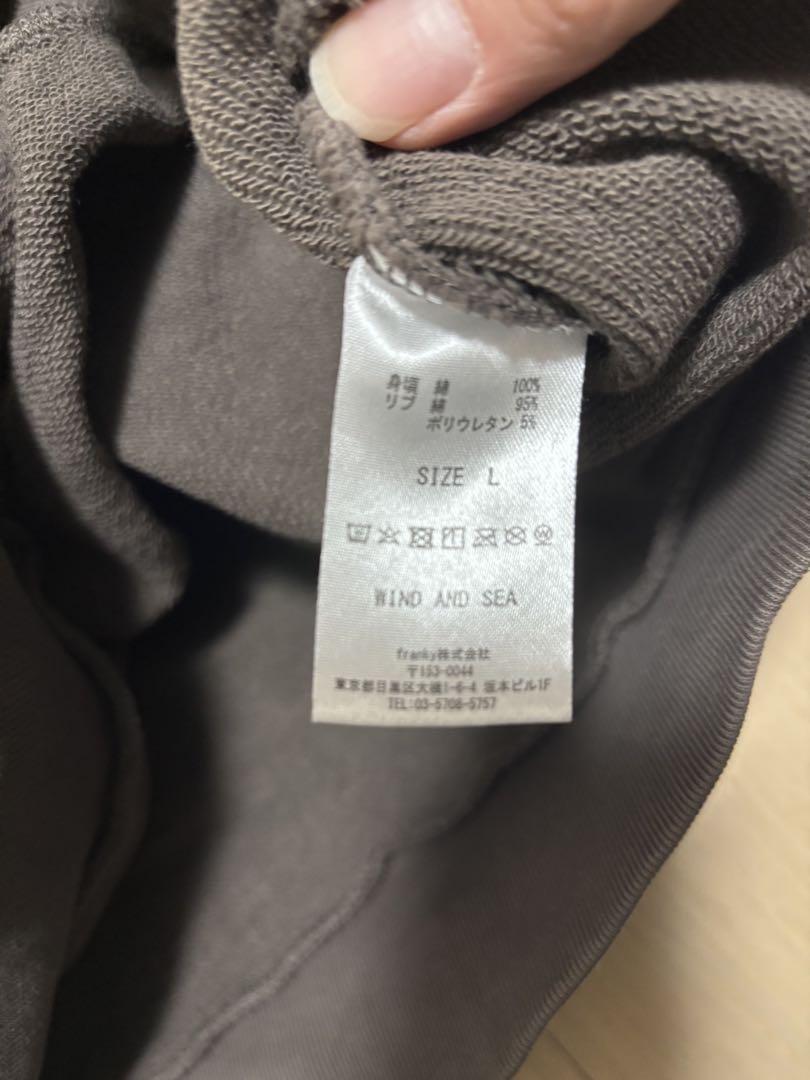 身頃 綿 100%
リブ 綿 95%
ポリウレタン 5%
SIZE L
WIND AND SEA
franky株式会社
〒153-0044
東京都目黒区大橋1-6-4 坂本ビル1F
TEL:03-5708-5757